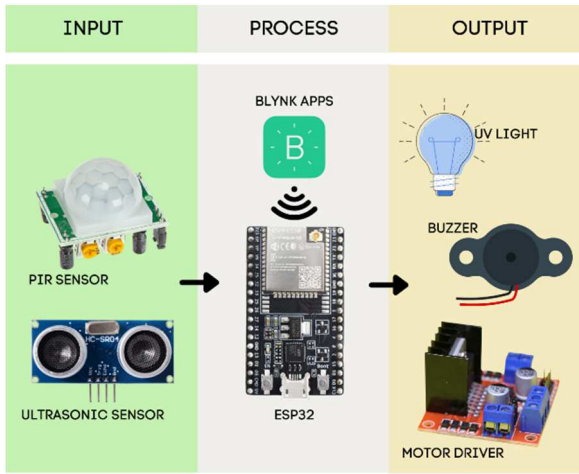 INPUT
PROCESS
OUTPUT
BLYNK APPS
B
UV LIGHT
BUZZER
PIR SENSOR
HC-SR04
ULTRASONIC SENSOR
ESP32
MOTOR DRIVER